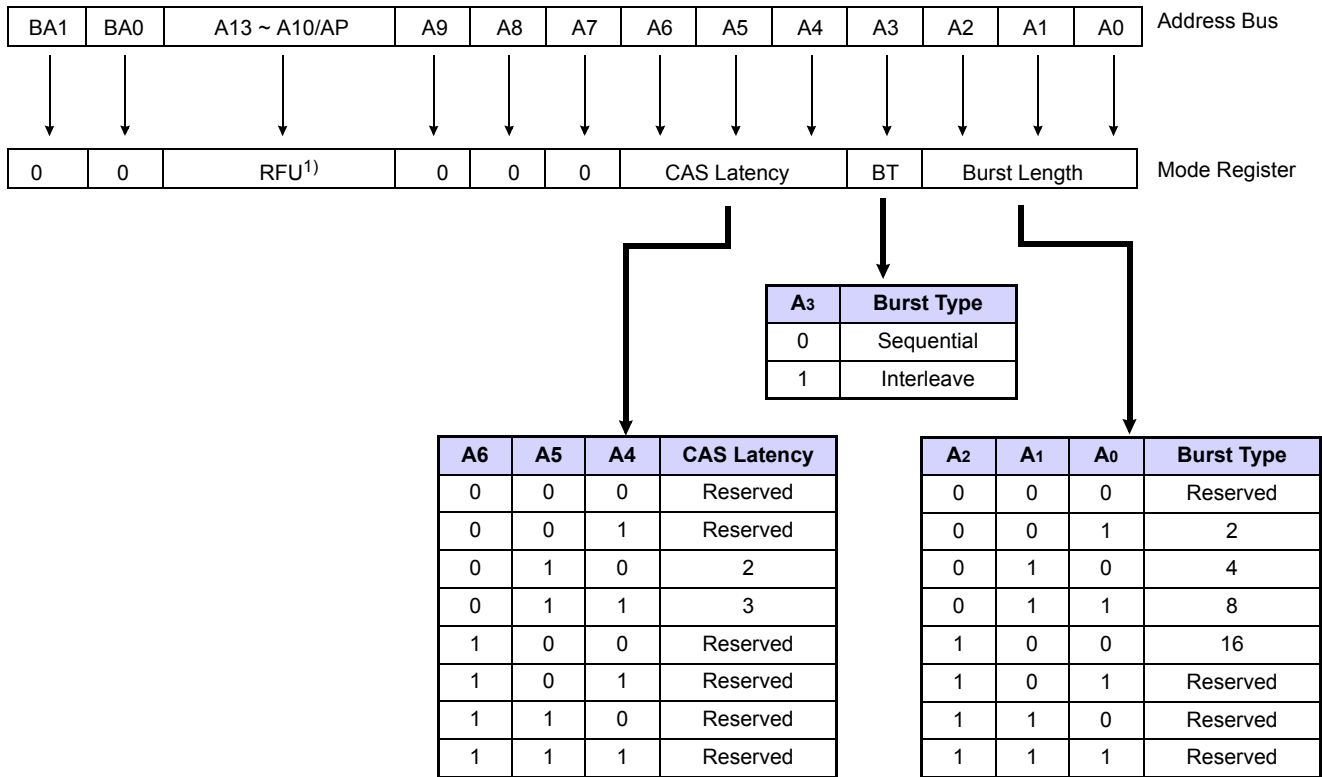 BA1 BA0 A13 ~ A10/AP A9 A8 A7 A6 A5 A4 A3 A2 A1 A0 Address Bus
0 0 RFU1) 0 0 0 CAS Latency BT Burst Length Mode Register
A3 Burst Type
0 Sequential
1 Interleave
A6 A5 A4 CAS Latency
0 0 0 Reserved
0 0 1 Reserved
0 1 0 2
0 1 1 3
1 0 0 Reserved
1 0 1 Reserved
1 1 0 Reserved
1 1 1 Reserved
A2 A1 A0 Burst Type
0 0 0 Reserved
0 0 1 2
0 1 0 4
0 1 1 8
1 0 0 16
1 0 1 Reserved
1 1 0 Reserved
1 1 1 Reserved